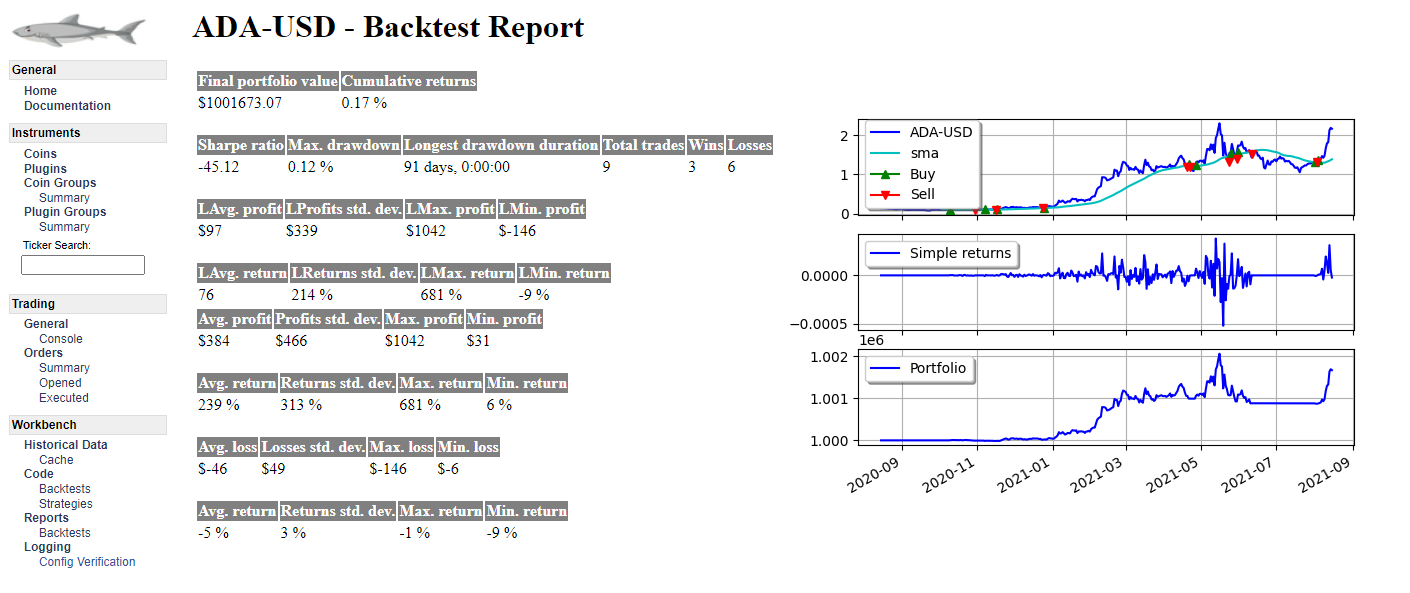 ADA-USD - Backtest Report
General
Home
Documentation
Instruments
Coins
Plugins
Coin Groups
Summary
Plugin Groups
Summary
Ticker Search:
Trading
General
Console
Orders
Summary
Opened
Executed
Workbench
Historical Data
Cache
Code
Backtests
Strategies
Reports
Backtests
Logging
Config Verification
Final portfolio value Cumulative returns
$1001673.07 0.17 %
Sharpe ratio Max. drawdown Longest drawdown duration Total trades Wins Losses
-45.12 0.12 % 91 days, 0:00:00 9 3 6
LAvg. profit LProfits std. dev. LMax. profit LMin. profit
$97 $339 $1042 $-146
LAvg. return LReturns std. dev. LMax. return LMin. return
76 214 % 681 % -9 %
Avg. profit Profits std. dev. Max. profit Min. profit
$384 $466 $1042 $31
Avg. return Returns std. dev. Max. return Min. return
239 % 313 % 681 % 6 %
Avg. loss Losses std. dev. Max. loss Min. loss
$-46 $49 $-146 $-6
Avg. return Returns std. dev. Max. return Min. return
-5 % 3 % -1 % -9 %
ADA-USD
sma
Buy
Sell
2
1
0
Simple returns
0.0000
−0.0005
1e6
Portfolio
1.002
1.001
1.000
2020-09 2020-11 2021-01 2021-03 2021-05 2021-07 2021-09